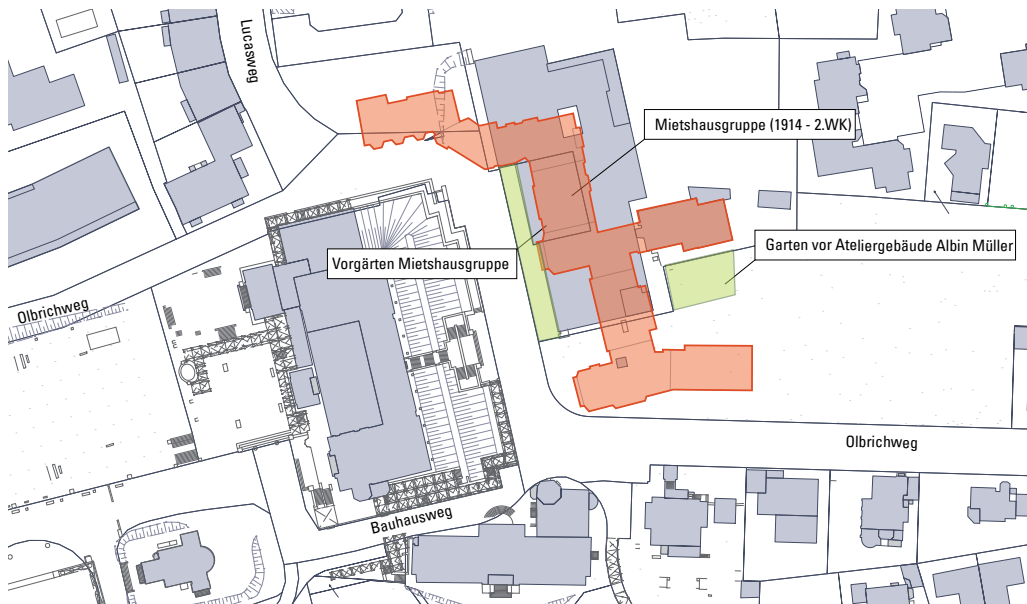 Lucasweg
Mietshausgruppe (1914 - 2.WK)
Garten vor Ateliergebäude Albin Müller
Vorgärten Mietshausgruppe
Olbrichweg
Olbrichweg
Bauhausweg